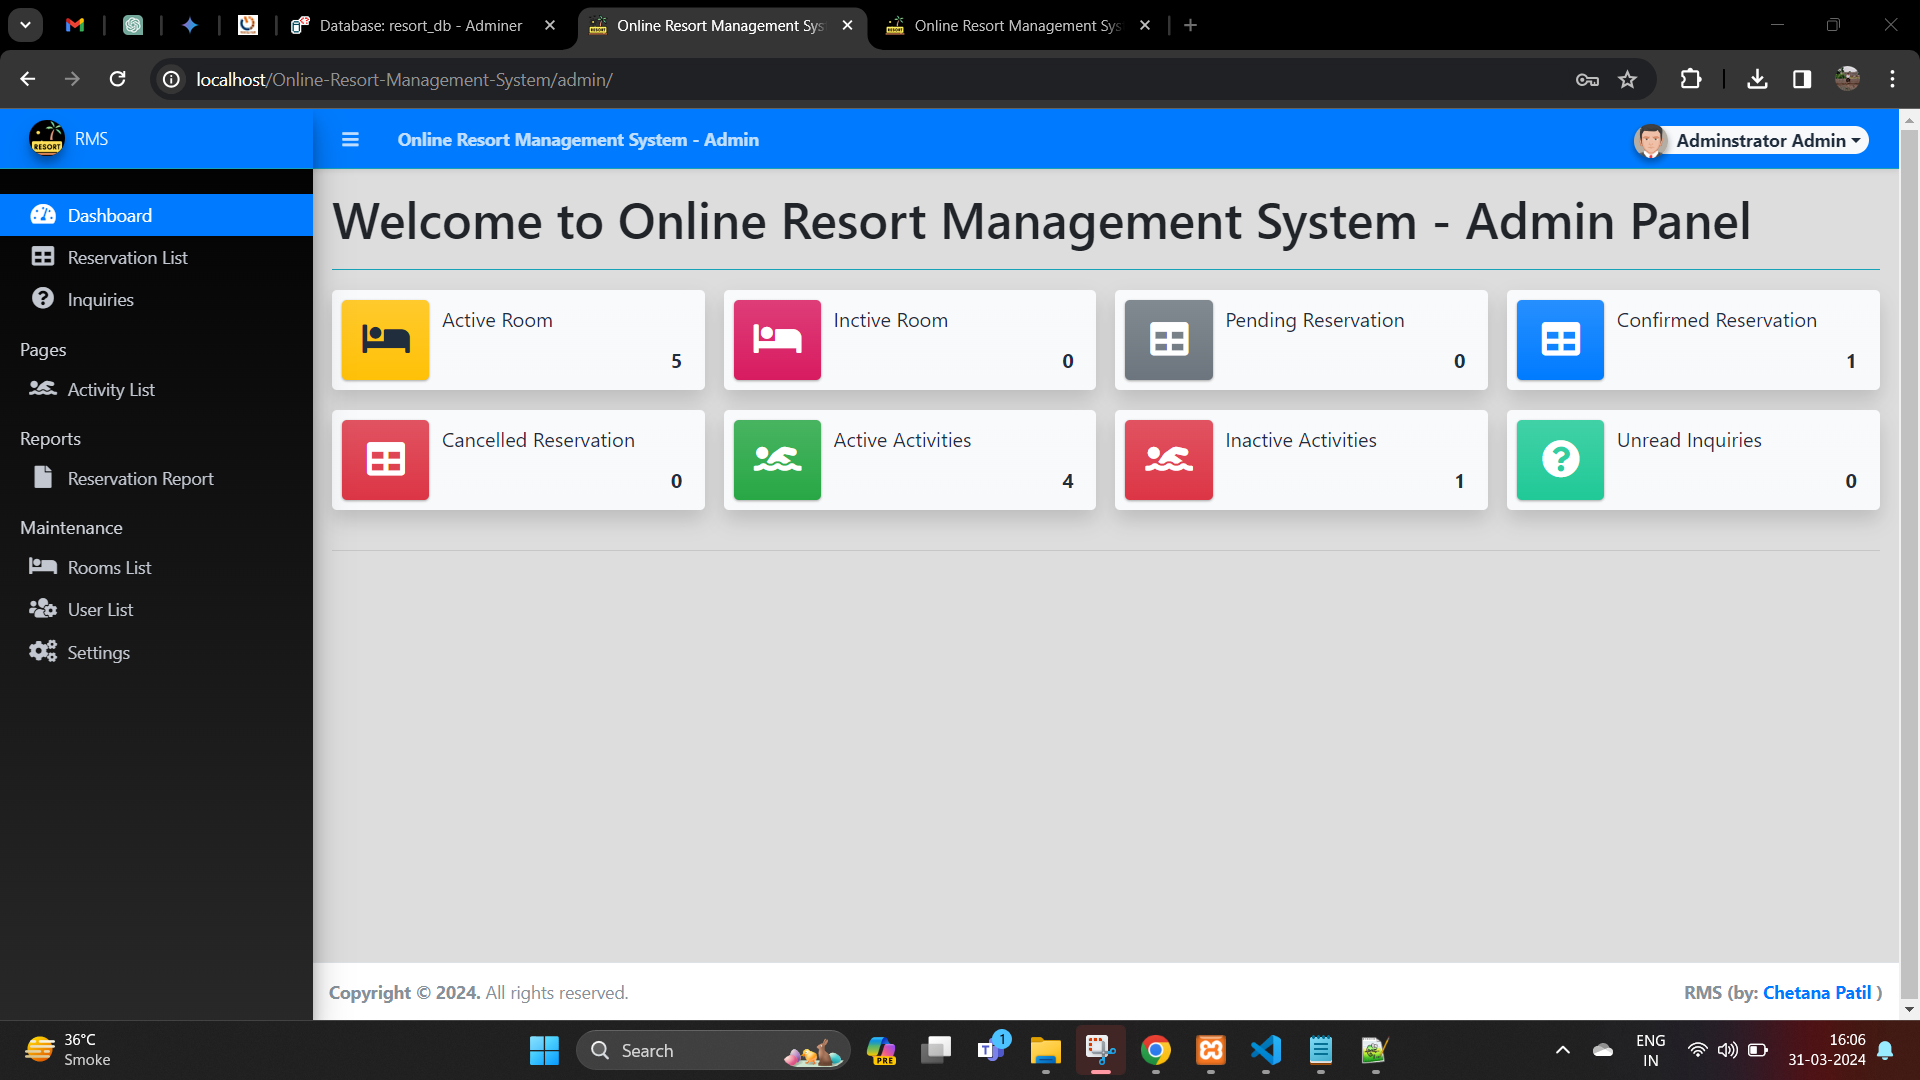 Database: resort_db - Adminer
Online Resort Management Sys
Online Resort Management Sys
localhost/Online-Resort-Management-System/admin/
RESORT
RMS
Online Resort Management System - Admin
Adminstrator Admin
Dashboard
Reservation List
Inquiries
Pages
Activity List
Reports
Reservation Report
Maintenance
Rooms List
User List
Settings
Welcome to Online Resort Management System - Admin Panel
Active Room
5
Inctive Room
0
Pending Reservation
0
Confirmed Reservation
1
Cancelled Reservation
0
Active Activities
4
Inactive Activities
1
Unread Inquiries
0
Copyright © 2024. All rights reserved.
RMS (by: Chetana Patil )
36°C
Smoke
Search
PRE
1
ENG
IN
16:06
31-03-2024